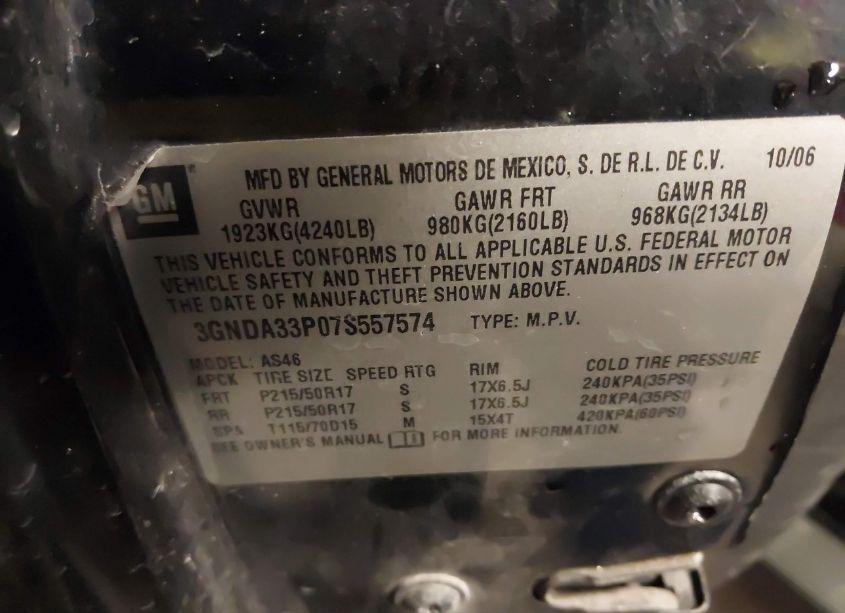 GM
MFD BY GENERAL MOTORS DE MEXICO, S. DE R.L. DE C.V. 10/06
GVWR GAWR FRT GAWR RR
1923KG(4240LB) 980KG(2160LB) 968KG(2134LB)
THIS VEHICLE CONFORMS TO ALL APPLICABLE U.S. FEDERAL MOTOR
VEHICLE SAFETY AND THEFT PREVENTION STANDARDS IN EFFECT ON
THE DATE OF MANUFACTURE SHOWN ABOVE.
3GNDA33P07S557574 TYPE: M.P.V.
MODEL: AS46
APCK TIRE SIZE SPEED RTG RIM COLD TIRE PRESSURE
FRT P215/50R17 S 17X6.5J 240KPA(35PSI)
RR P215/50R17 S 17X6.5J 240KPA(35PSI)
SPA T115/70D15 M 15X4T 420KPA(60PSI)
SEE OWNER'S MANUAL FOR MORE INFORMATION.